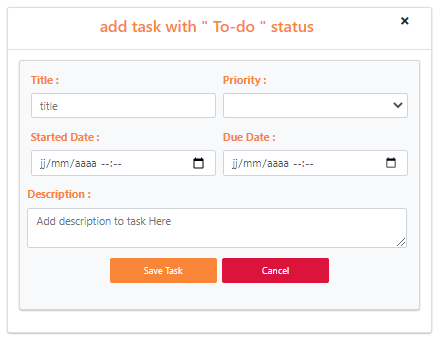 add task with " To-do " status ×
Title : Priority :
title
Started Date : Due Date :
jj/mm/aaaa --:-- jj/mm/aaaa --:--
Description :
Add description to task Here
Save Task Cancel